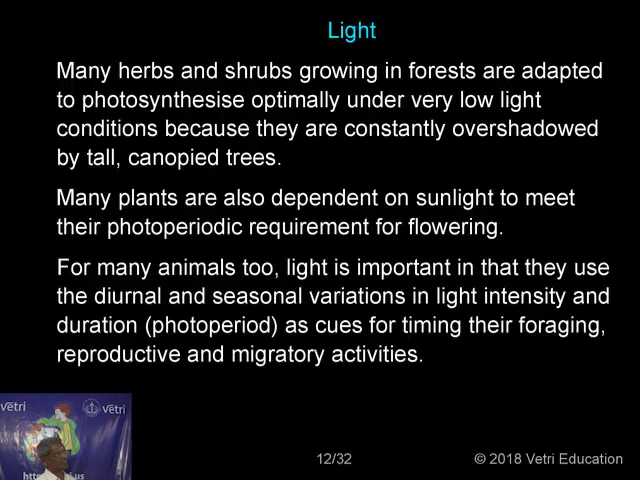 Light
Many herbs and shrubs growing in forests are adapted
to photosynthesise optimally under very low light
conditions because they are constantly overshadowed
by tall, canopied trees.
Many plants are also dependent on sunlight to meet
their photoperiodic requirement for flowering.
For many animals too, light is important in that they use
the diurnal and seasonal variations in light intensity and
duration (photoperiod) as cues for timing their foraging,
reproductive and migratory activities.
vetri vetri
12/32 © 2018 Vetri Education